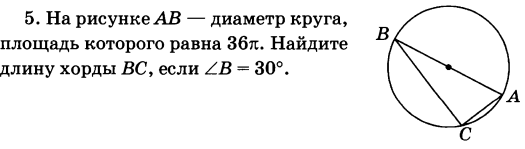 5. На рисунке AB — диаметр круга,
площадь которого равна 36π. Найдите
длину хорды BC, если ∠B = 30°.
B
A
C